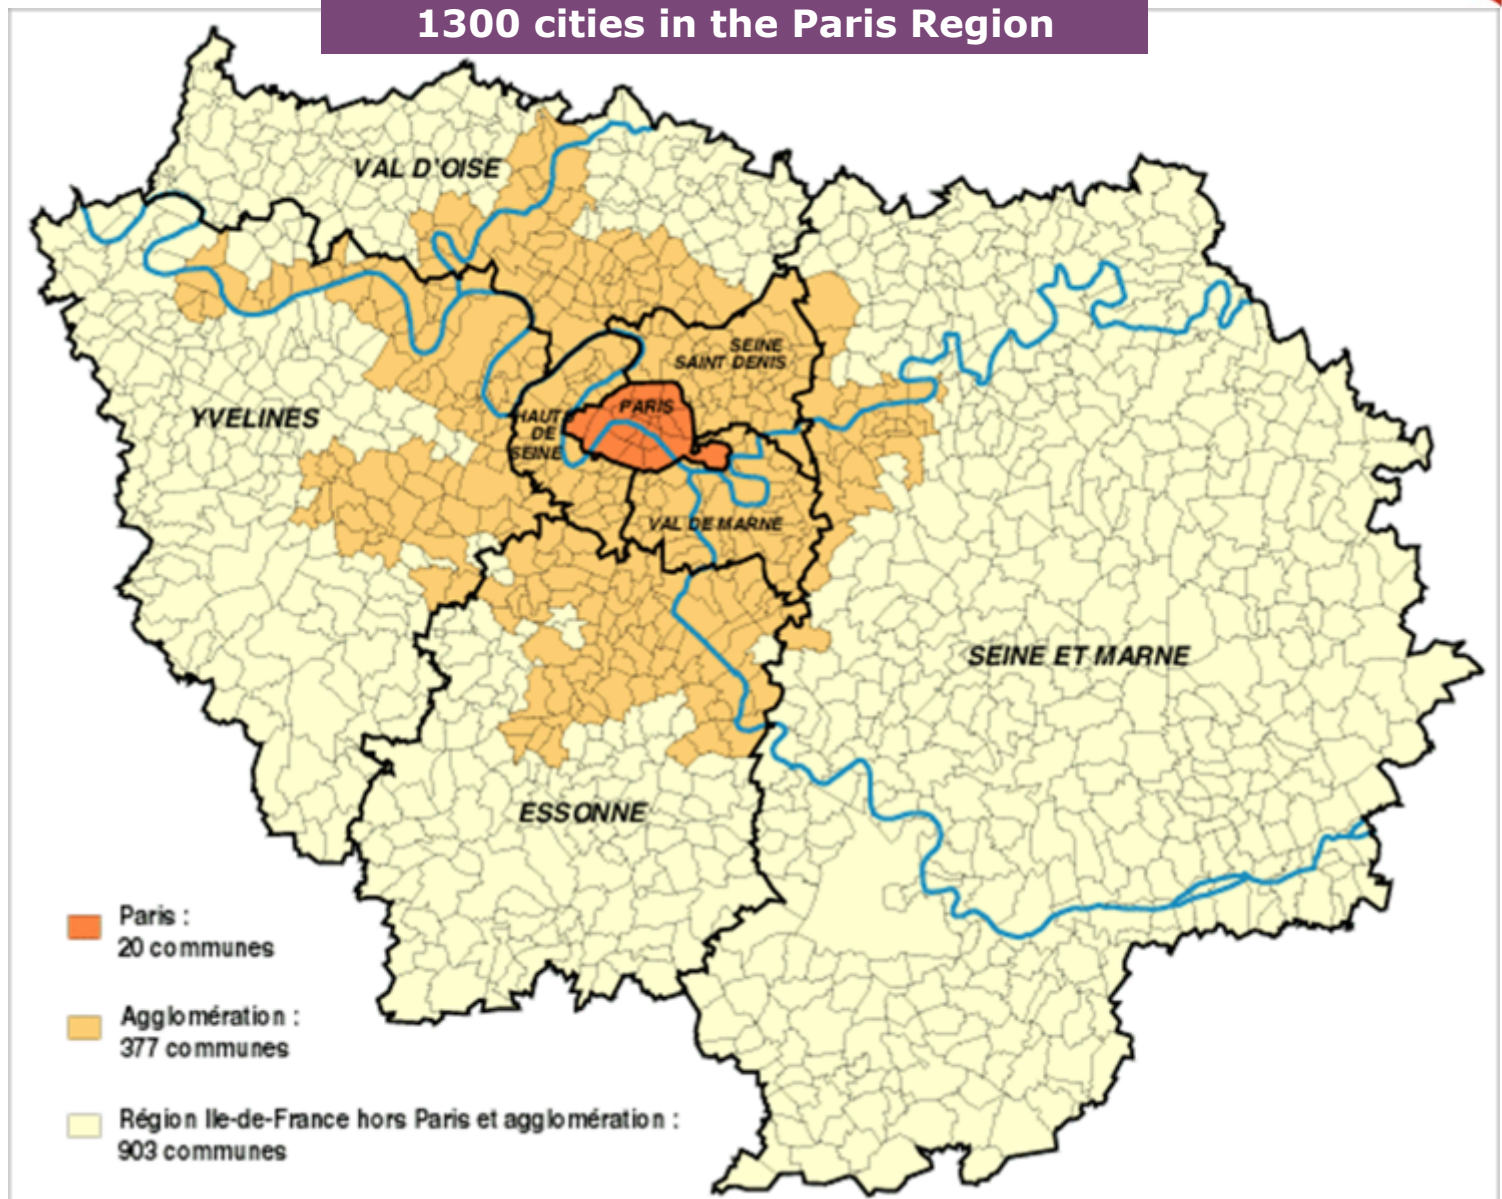 1300 cities in the Paris Region
VAL D'OISE
SEINE
SAINT DENIS
PARIS
HAUT
DE
SEINE
YVELINES
VAL DE MARNE
SEINE ET MARNE
ESSONNE
Paris :
20 communes
Agglomération :
377 communes
Région Ile-de-France hors Paris et agglomération :
903 communes